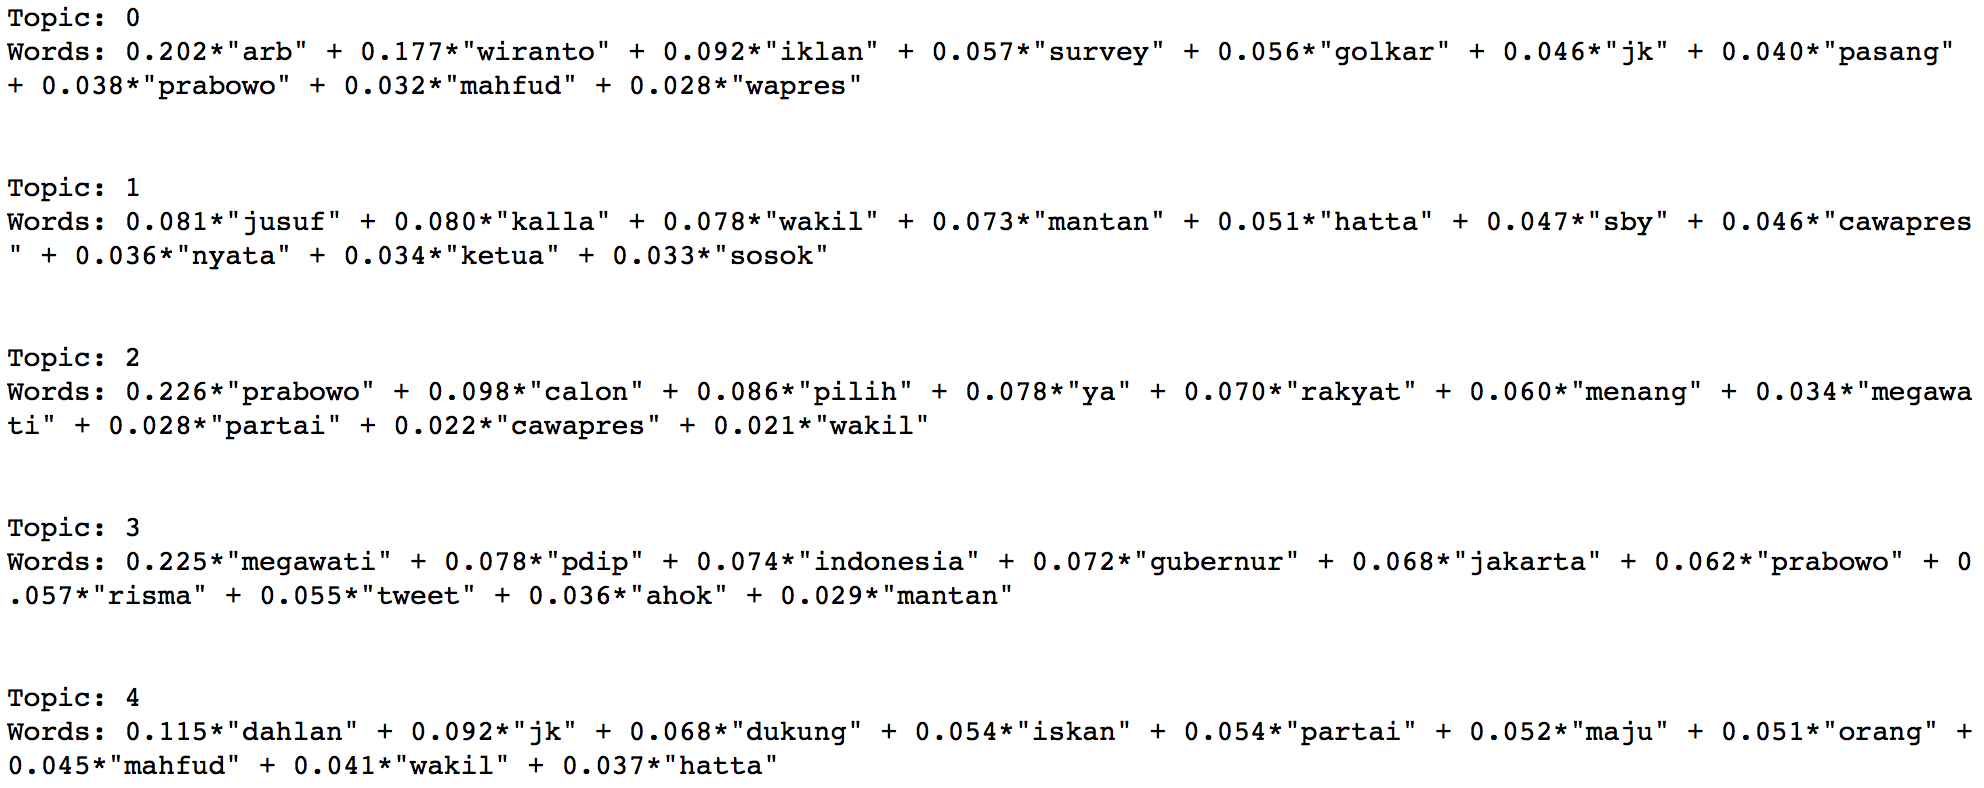 Topic: 0
Words: 0.202*"arb" + 0.177*"wiranto" + 0.092*"iklan" + 0.057*"survey" + 0.056*"golkar" + 0.046*"jk" + 0.040*"pasang"
+ 0.038*"prabowo" + 0.032*"mahfud" + 0.028*"wapres"
Topic: 1
Words: 0.081*"jusuf" + 0.080*"kalla" + 0.078*"wakil" + 0.073*"mantan" + 0.051*"hatta" + 0.047*"sby" + 0.046*"cawapres
" + 0.036*"nyata" + 0.034*"ketua" + 0.033*"sosok"
Topic: 2
Words: 0.226*"prabowo" + 0.098*"calon" + 0.086*"pilih" + 0.078*"ya" + 0.070*"rakyat" + 0.060*"menang" + 0.034*"megawa
ti" + 0.028*"partai" + 0.022*"cawapres" + 0.021*"wakil"
Topic: 3
Words: 0.225*"megawati" + 0.078*"pdip" + 0.074*"indonesia" + 0.072*"gubernur" + 0.068*"jakarta" + 0.062*"prabowo" + 0
.057*"risma" + 0.055*"tweet" + 0.036*"ahok" + 0.029*"mantan"
Topic: 4
Words: 0.115*"dahlan" + 0.092*"jk" + 0.068*"dukung" + 0.054*"iskan" + 0.054*"partai" + 0.052*"maju" + 0.051*"orang" +
0.045*"mahfud" + 0.041*"wakil" + 0.037*"hatta"